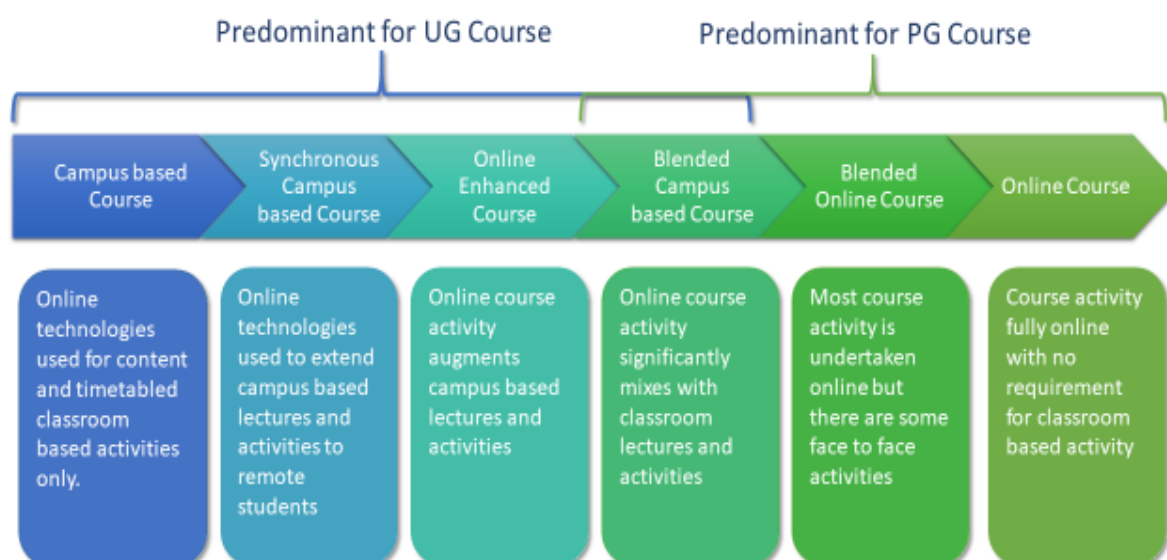 Predominant for UG Course
Predominant for PG Course
Campus based
Course
Synchronous
Campus
based Course
Online
Enhanced
Course
Blended
Campus
based Course
Blended
Online Course
Online Course
Online
technologies
used for content
and timetabled
classroom
based activities
only.
Online
technologies
used to extend
campus based
lectures and
activities to
remote
students
Online course
activity
augments
campus based
lectures and
activities
Online course
activity
significantly
mixes with
classroom
lectures and
activities
Most course
activity is
undertaken
online but
there are some
face to face
activities
Course activity
fully online
with no
requirement
for classroom
based activity